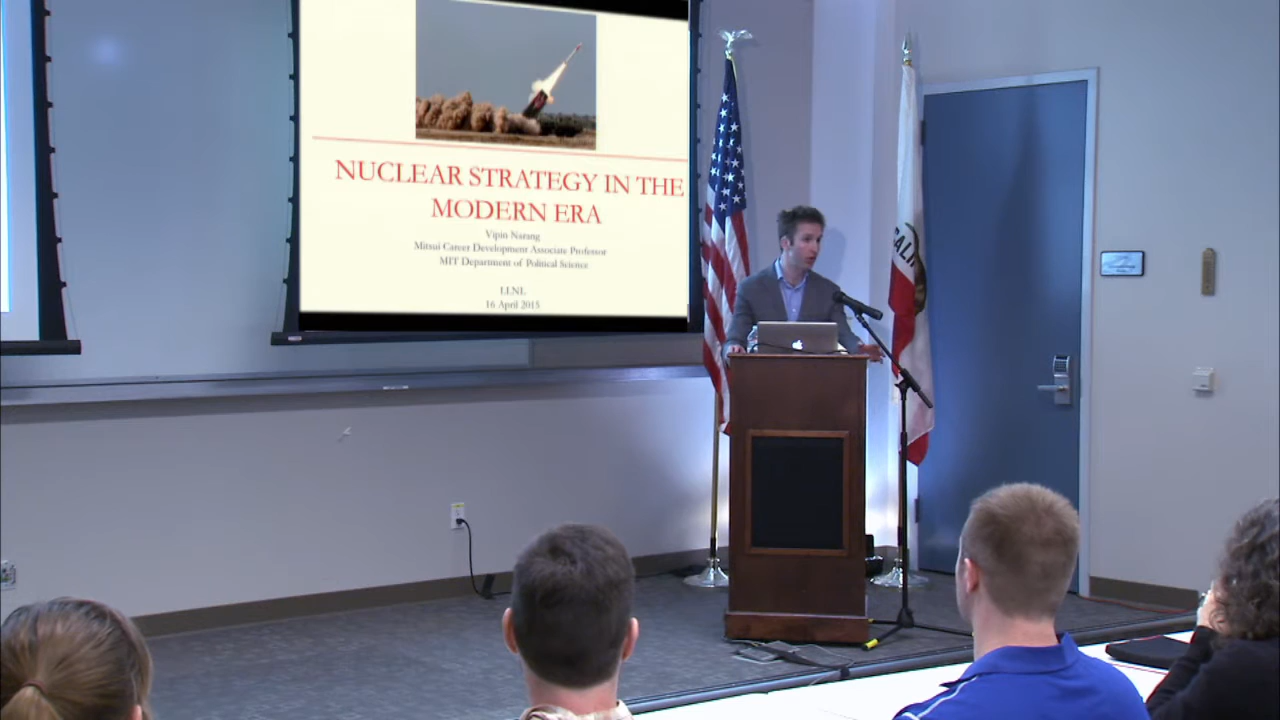 NUCLEAR STRATEGY IN THE
MODERN ERA
Vipin Narang
Mitsui Career Development Associate Professor
MIT Department of Political Science
LLNL
16 April 2015
CALIF